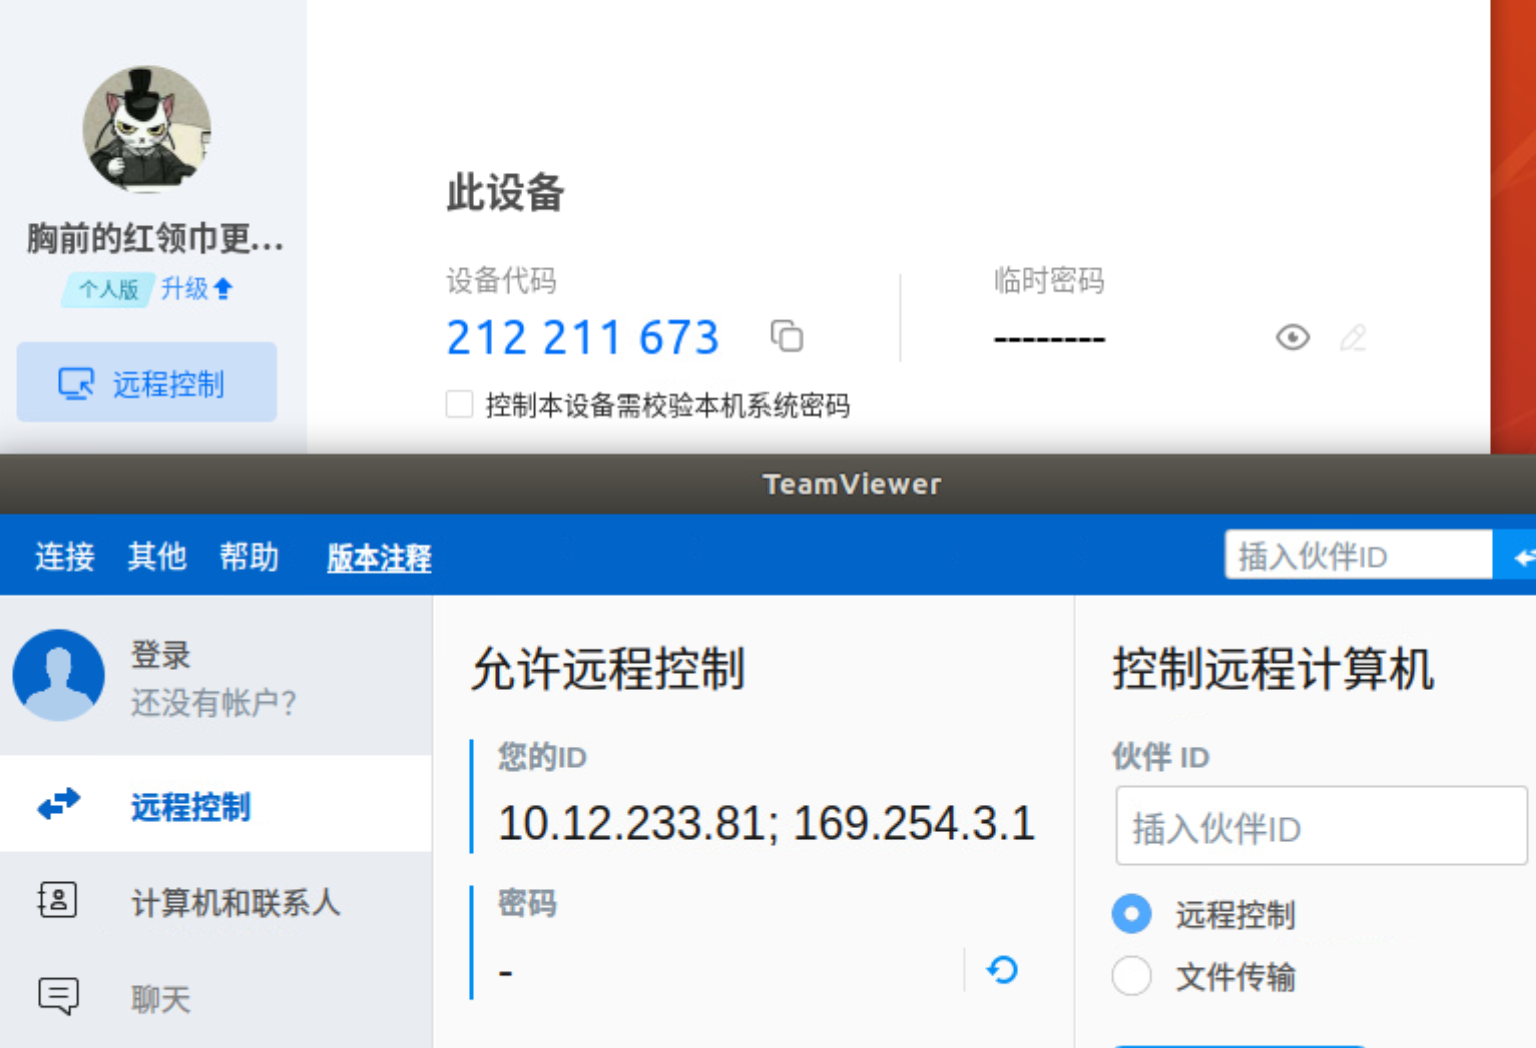 胸前的红领巾更...
个人版 升级
远程控制
此设备
设备代码
212 211 673
临时密码
--------
控制本设备需校验本机系统密码
TeamViewer
连接 其他 帮助 版本注释
插入伙伴ID
登录
还没有帐户?
远程控制
计算机和联系人
聊天
允许远程控制
您的ID
10.12.233.81; 169.254.3.1
密码
-
控制远程计算机
伙伴 ID
插入伙伴ID
远程控制
文件传输